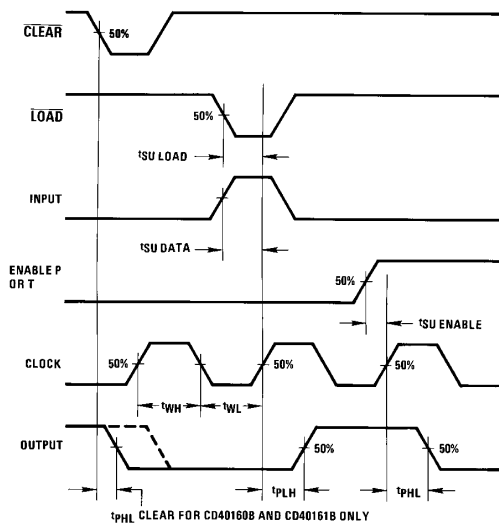 CLEAR
50%
LOAD
50%
tSU LOAD
INPUT
tSU DATA
ENABLE P
OR T
50%
tSU ENABLE
CLOCK
50%
50%
50%
tWH
tWL
OUTPUT
50%
50%
50%
tPLH
tPHL
tPHL CLEAR FOR CD40160B AND CD40161B ONLY